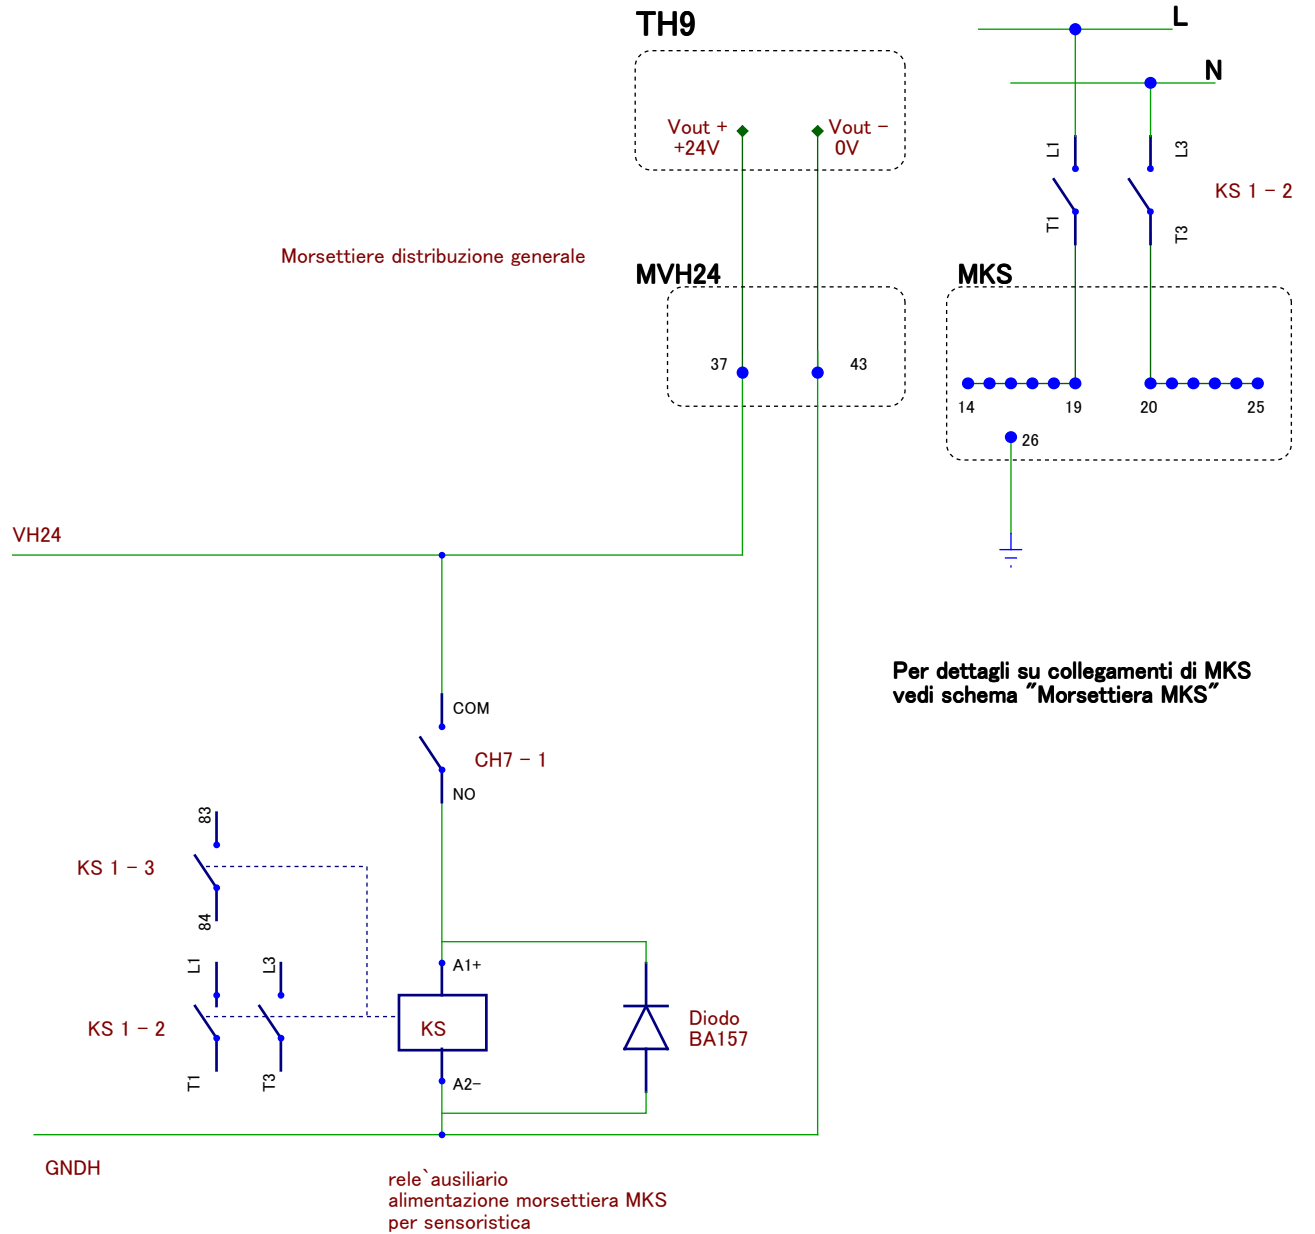 TH9
L
N
Vout +
+24V
Vout -
0V
L1
L3
KS 1 - 2
T1
T3
Morsettiere distribuzione generale
MVH24
MKS
37
43
14
19
20
25
26
VH24
Per dettagli su collegamenti di MKS
vedi schema "Morsettiera MKS"
COM
CH7 - 1
NO
83
KS 1 - 3
84
L1
L3
A1+
KS 1 - 2
KS
Diodo
BA157
T1
T3
A2-
GNDH
rele`ausiliario
alimentazione morsettiera MKS
per sensoristica